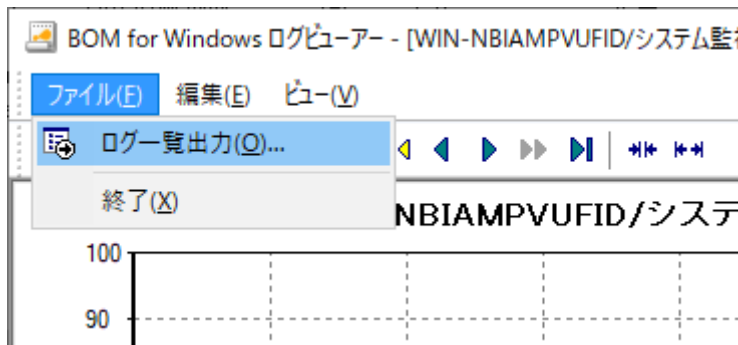 BOM for Windows ログビューアー - [WIN-NBIAMPVUFID/システム監
ファイル(F) 編集(E) ビュー(V)
ログ一覧出力(O)...
終了(X)
NBIAMPVUFID/システ
100
90